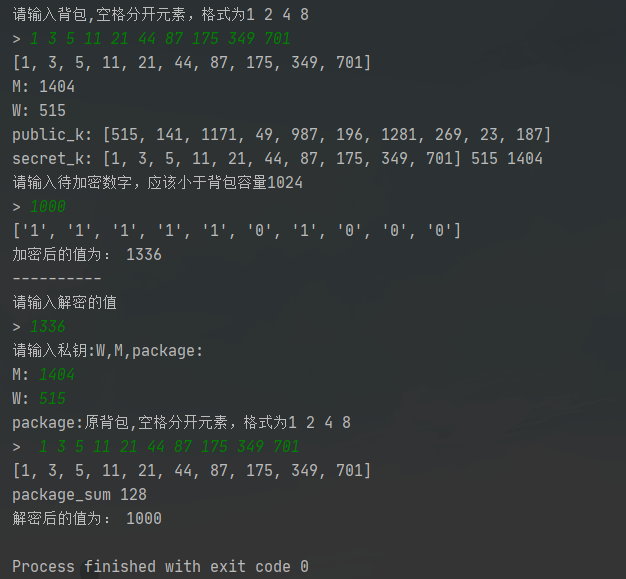 请输入背包,空格分开元素，格式为1 2 4 8
> 1 3 5 11 21 44 87 175 349 701
[1, 3, 5, 11, 21, 44, 87, 175, 349, 701]
M: 1404
W: 515
public_k: [515, 141, 1171, 49, 987, 196, 1281, 269, 23, 187]
secret_k: [1, 3, 5, 11, 21, 44, 87, 175, 349, 701] 515 1404
请输入待加密数字，应该小于背包容量1024
> 1000
['1', '1', '1', '1', '1', '0', '1', '0', '0', '0']
加密后的值为： 1336
----------
请输入解密的值
> 1336
请输入私钥:W,M,package:
M: 1404
W: 515
package:原背包,空格分开元素，格式为1 2 4 8
>  1 3 5 11 21 44 87 175 349 701
[1, 3, 5, 11, 21, 44, 87, 175, 349, 701]
package_sum 128
解密后的值为： 1000
Process finished with exit code 0